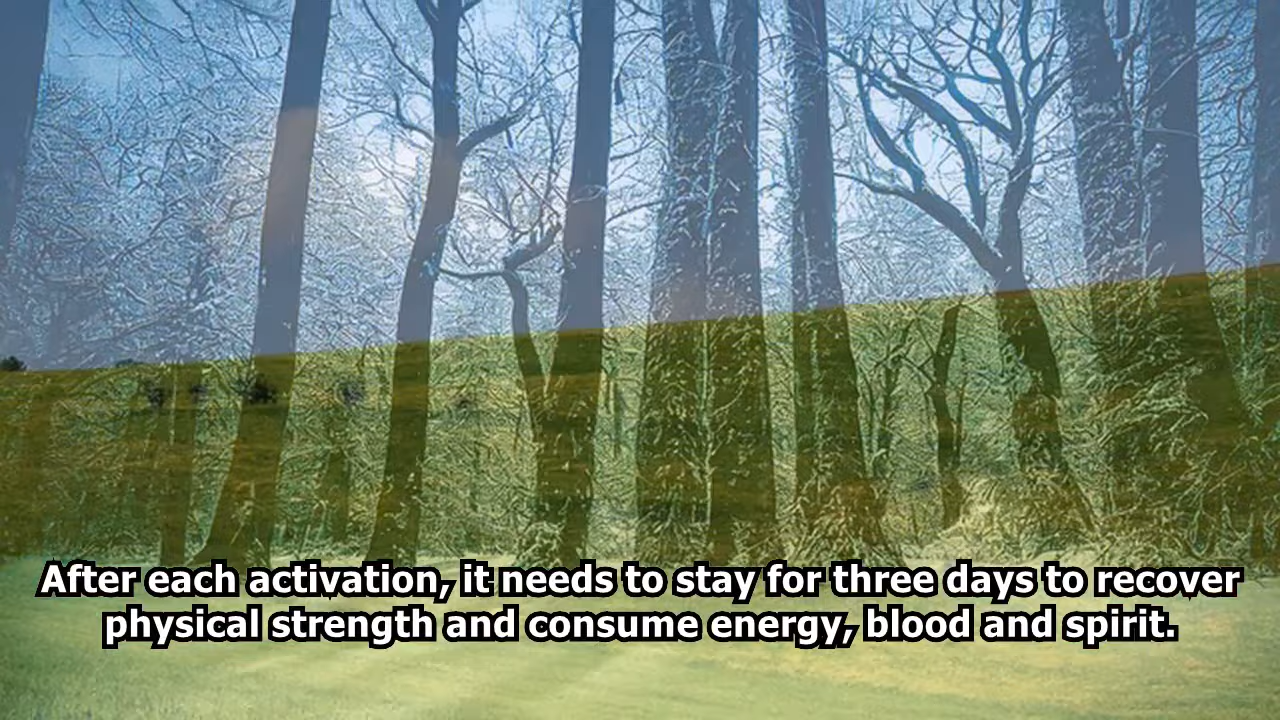 After each activation, it needs to stay for three days to recover
physical strength and consume energy, blood and spirit.